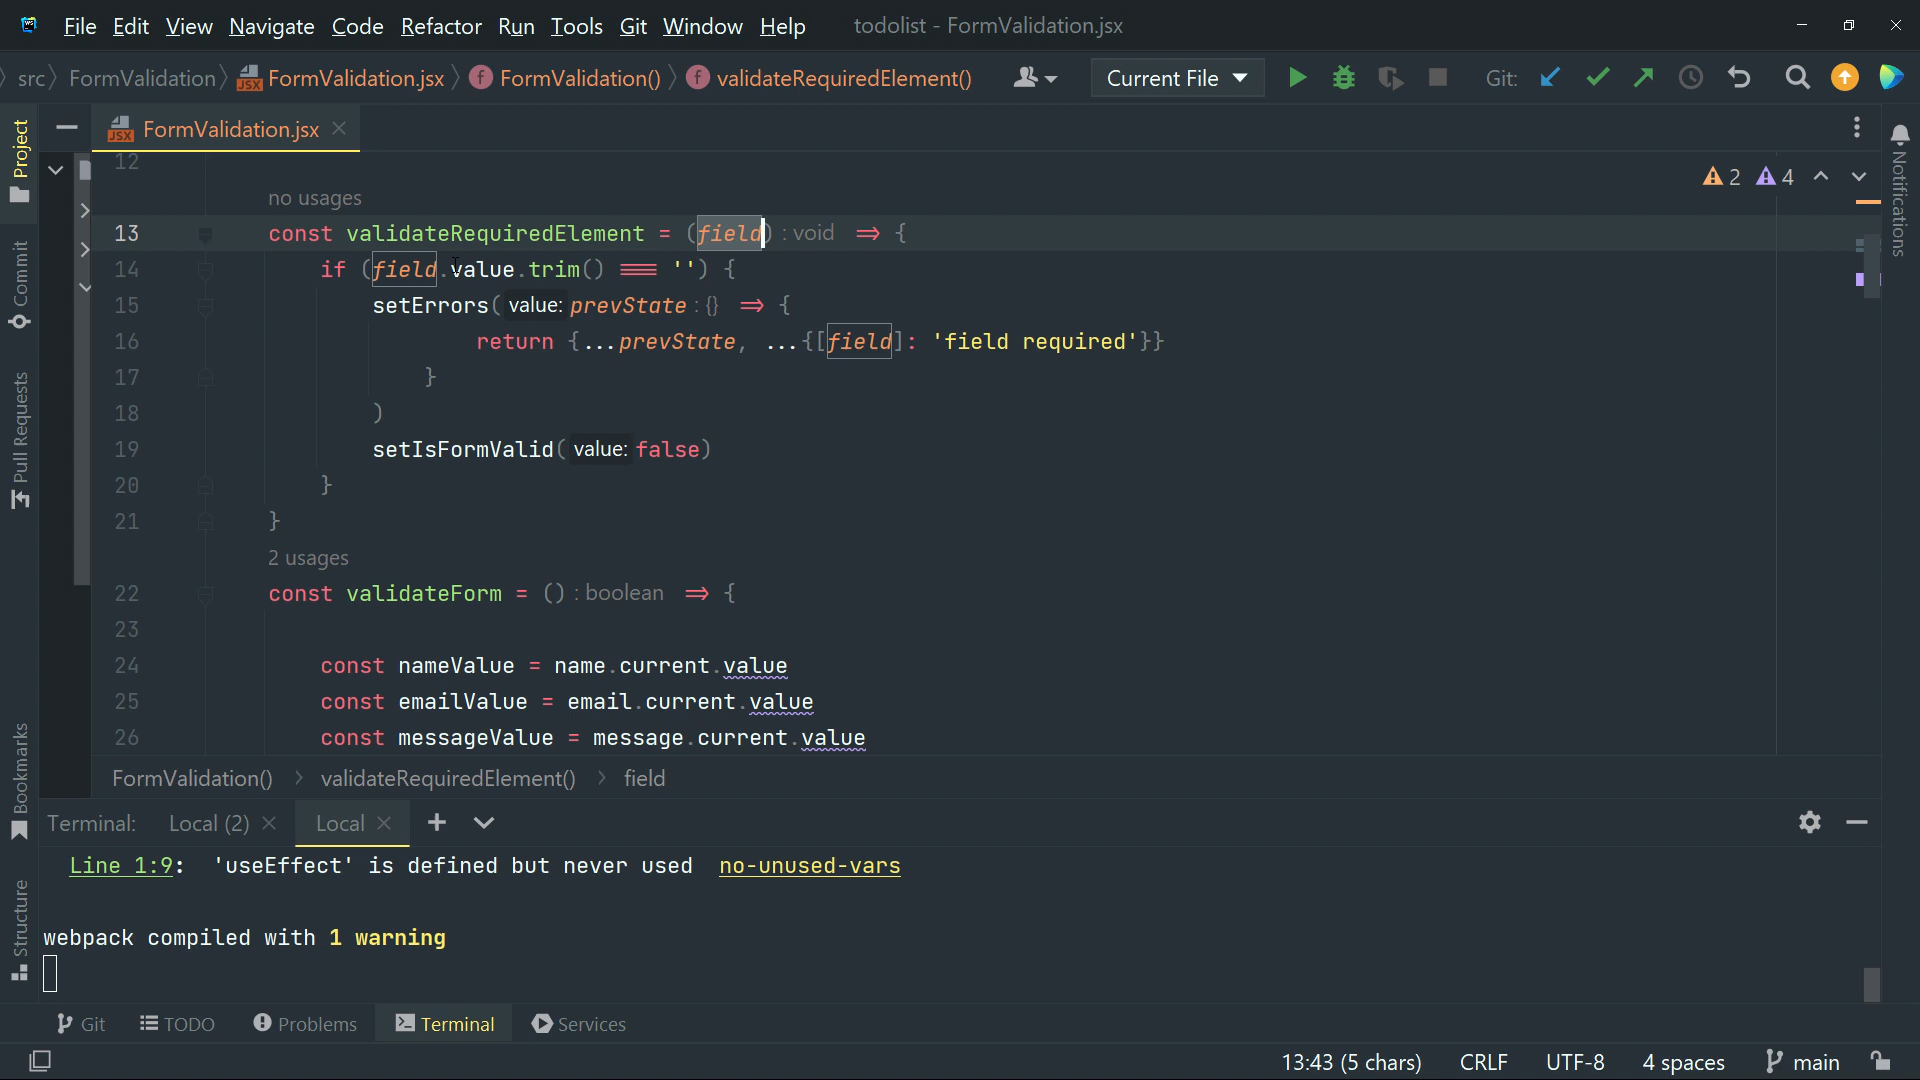 File Edit View Navigate Code Refactor Run Tools Git Window Help todolist - FormValidation.jsx
src FormValidation FormValidation.jsx FormValidation() validateRequiredElement() Current File Git:
Project
Commit
Pull Requests
Bookmarks
Structure
Notifications
FormValidation.jsx
2 4
12
no usages
13 const validateRequiredElement = (field) : void => {
14 if (field.value.trim() === '') {
15 setErrors( value: prevState : {} => {
16 return {...prevState, ...{[field]: 'field required'}}
17 }
18 )
19 setIsFormValid( value: false)
20 }
21 }
2 usages
22 const validateForm = () : boolean => {
23
24 const nameValue = name.current.value
25 const emailValue = email.current.value
26 const messageValue = message.current.value
FormValidation() validateRequiredElement() field
Terminal: Local (2) Local
Line 1:9: 'useEffect' is defined but never used no-unused-vars
webpack compiled with 1 warning
Git TODO Problems Terminal Services
13:43 (5 chars) CRLF UTF-8 4 spaces main